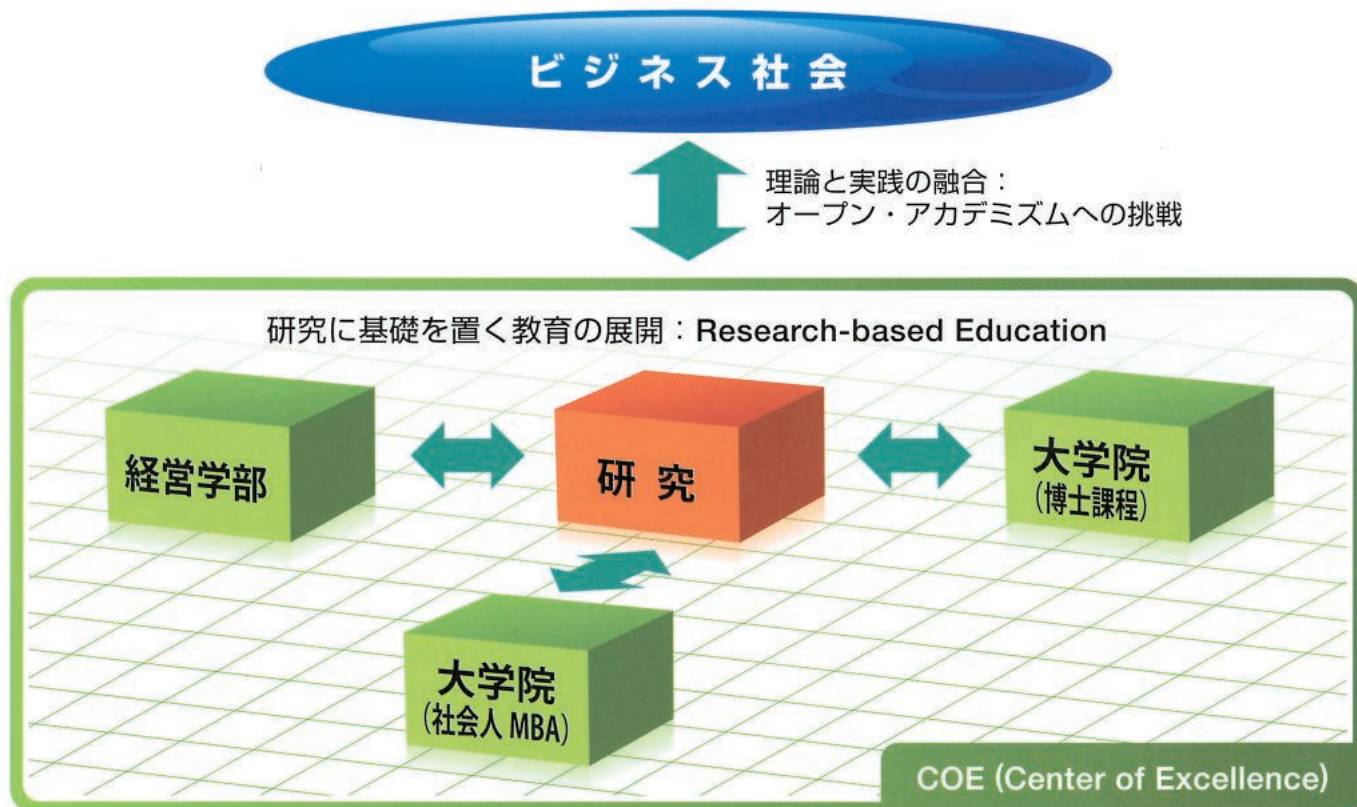 ビジネス社会
理論と実践の融合：
オープン・アカデミズムへの挑戦
研究に基礎を置く教育の展開：Research-based Education
経営学部
研究
大学院
（博士課程）
大学院
（社会人 MBA）
COE (Center of Excellence)